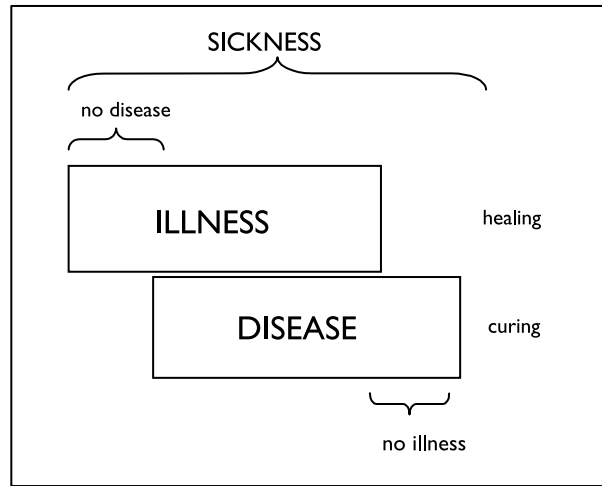 SICKNESS
no disease
ILLNESS
healing
DISEASE
curing
no illness